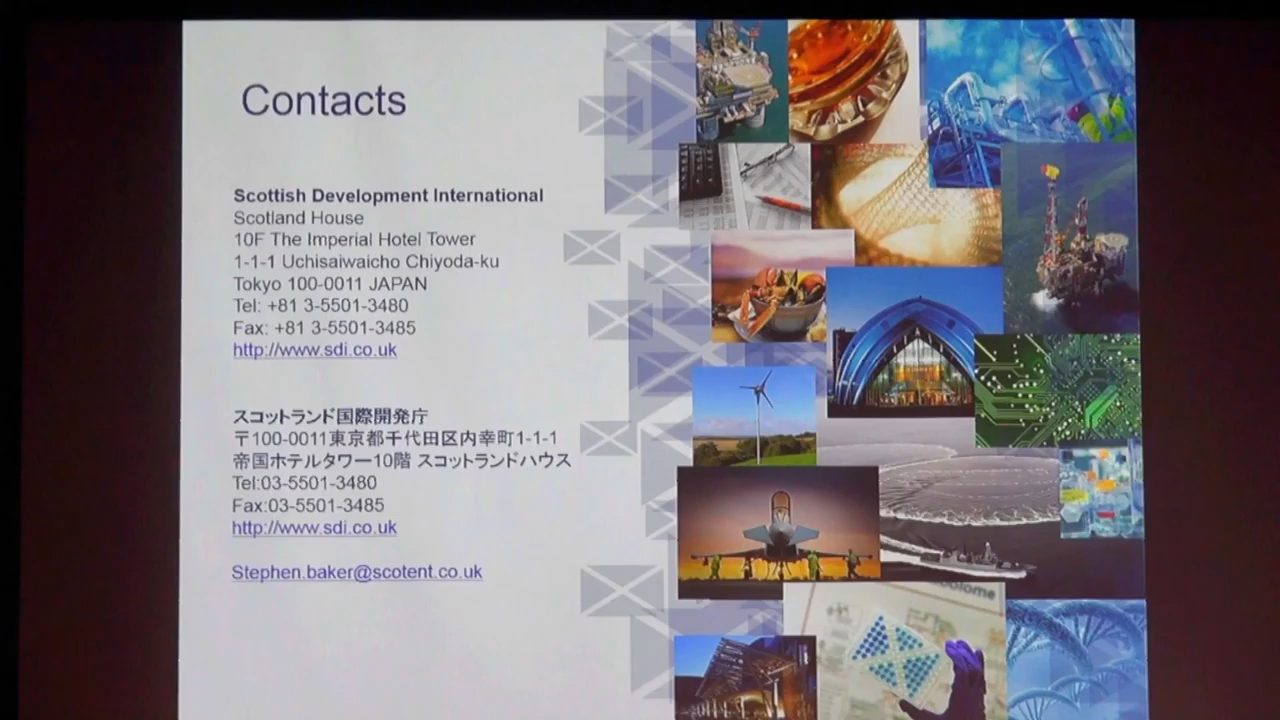 Contacts
Scottish Development International
Scotland House
10F The Imperial Hotel Tower
1-1-1 Uchisaiwaicho Chiyoda-ku
Tokyo 100-0011 JAPAN
Tel: +81 3-5501-3480
Fax: +81 3-5501-3485
http://www.sdi.co.uk
スコットランド国際開発庁
〒100-0011東京都千代田区内幸町1-1-1
帝国ホテルタワー10階 スコットランドハウス
Tel:03-5501-3480
Fax:03-5501-3485
http://www.sdi.co.uk
Stephen.baker@scotent.co.uk